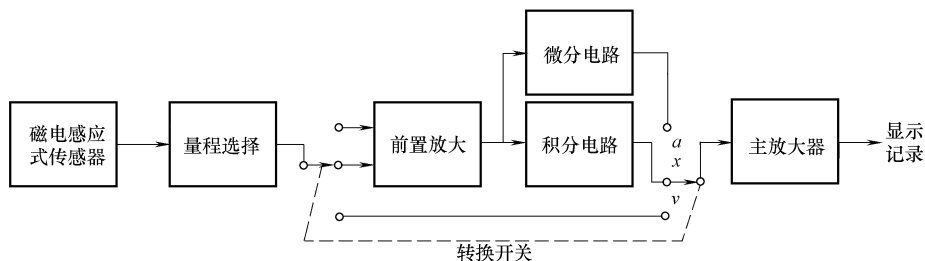 磁电感应
式传感器
量程选择
前置放大
微分电路
积分电路
a
x
v
主放大器
显示
记录
转换开关